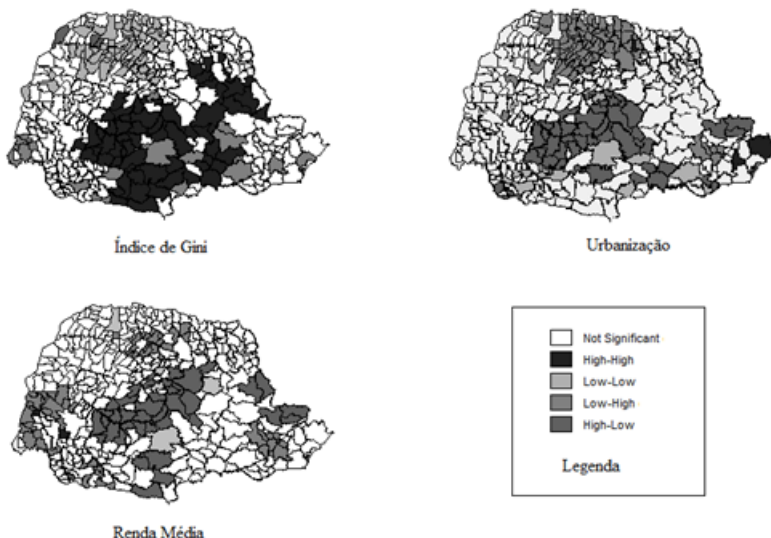 Índice de Gini
Urbanização
Renda Média
Not Significant
High-High
Low-Low
Low-High
High-Low
Legenda